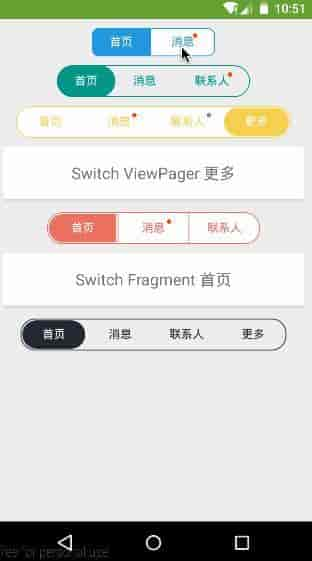 10:51
首页 消息
首页 消息 联系人
首页 消息 联系人 更多
Switch ViewPager 更多
首页 消息 联系人
Switch Fragment 首页
首页 消息 联系人 更多
free for personal use